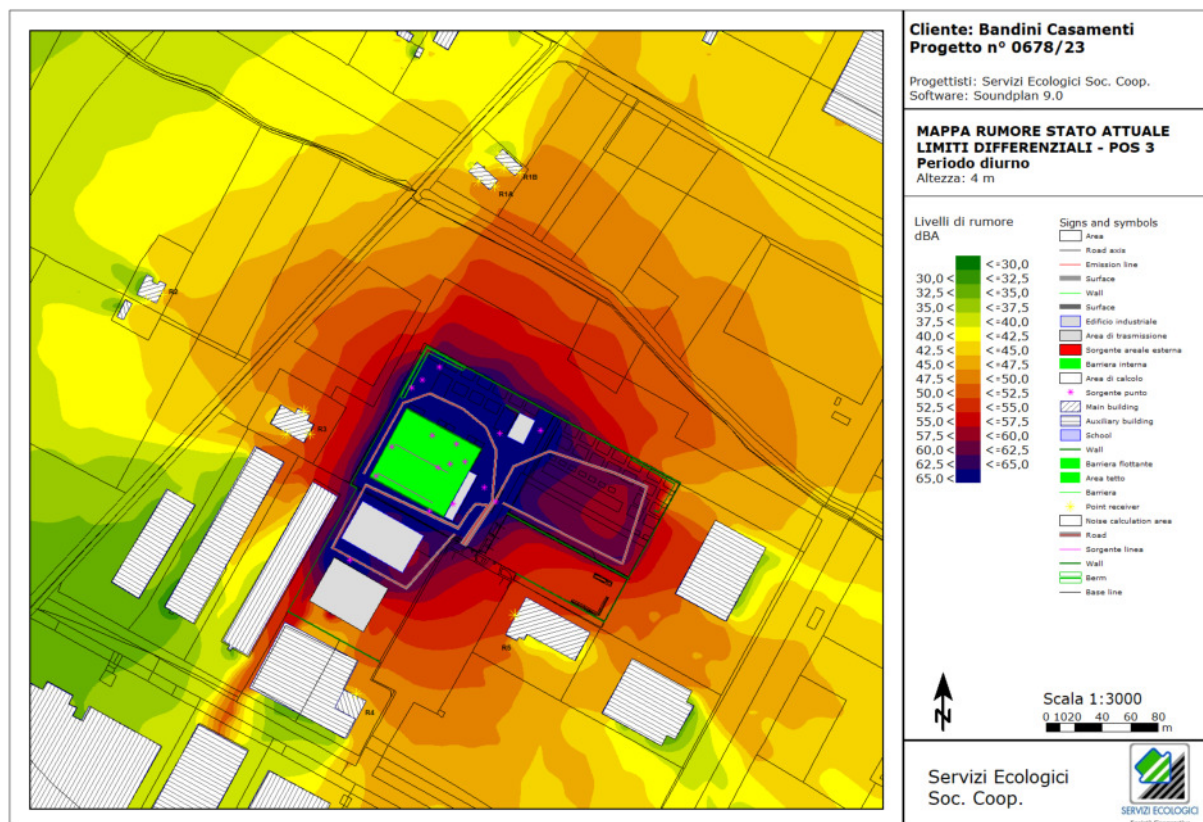 Cliente: Bandini Casamenti
Progetto n° 0678/23
Progettisti: Servizi Ecologici Soc. Coop.
Software: Soundplan 9.0
MAPPA RUMORE STATO ATTUALE
LIMITI DIFFERENZIALI - POS 3
Periodo diurno
Altezza: 4 m
Livelli di rumore
dBA
<=30,0
30,0 < <=32,5
32,5 < <=35,0
35,0 < <=37,5
37,5 < <=40,0
40,0 < <=42,5
42,5 < <=45,0
45,0 < <=47,5
47,5 < <=50,0
50,0 < <=52,5
52,5 < <=55,0
55,0 < <=57,5
57,5 < <=60,0
60,0 < <=62,5
62,5 < <=65,0
65,0 <
Signs and symbols
Area
Road axis
Emission line
Surface
Wall
Surface
Edificio industriale
Area di trasmissione
Sorgente areale esterna
Barriera interna
Area di calcolo
Sorgente punto
Main building
Auxiliary building
School
Wall
Barriera flottante
Area tetto
Barriera
Point receiver
Noise calculation area
Road
Sorgente linea
Wall
Berm
Base line
N
Scala 1:3000
0 1020 40 60 80
m
Servizi Ecologici
Soc. Coop.
SERVIZI ECOLOGICI
R1B
R1A
R2
R3
R5
R4